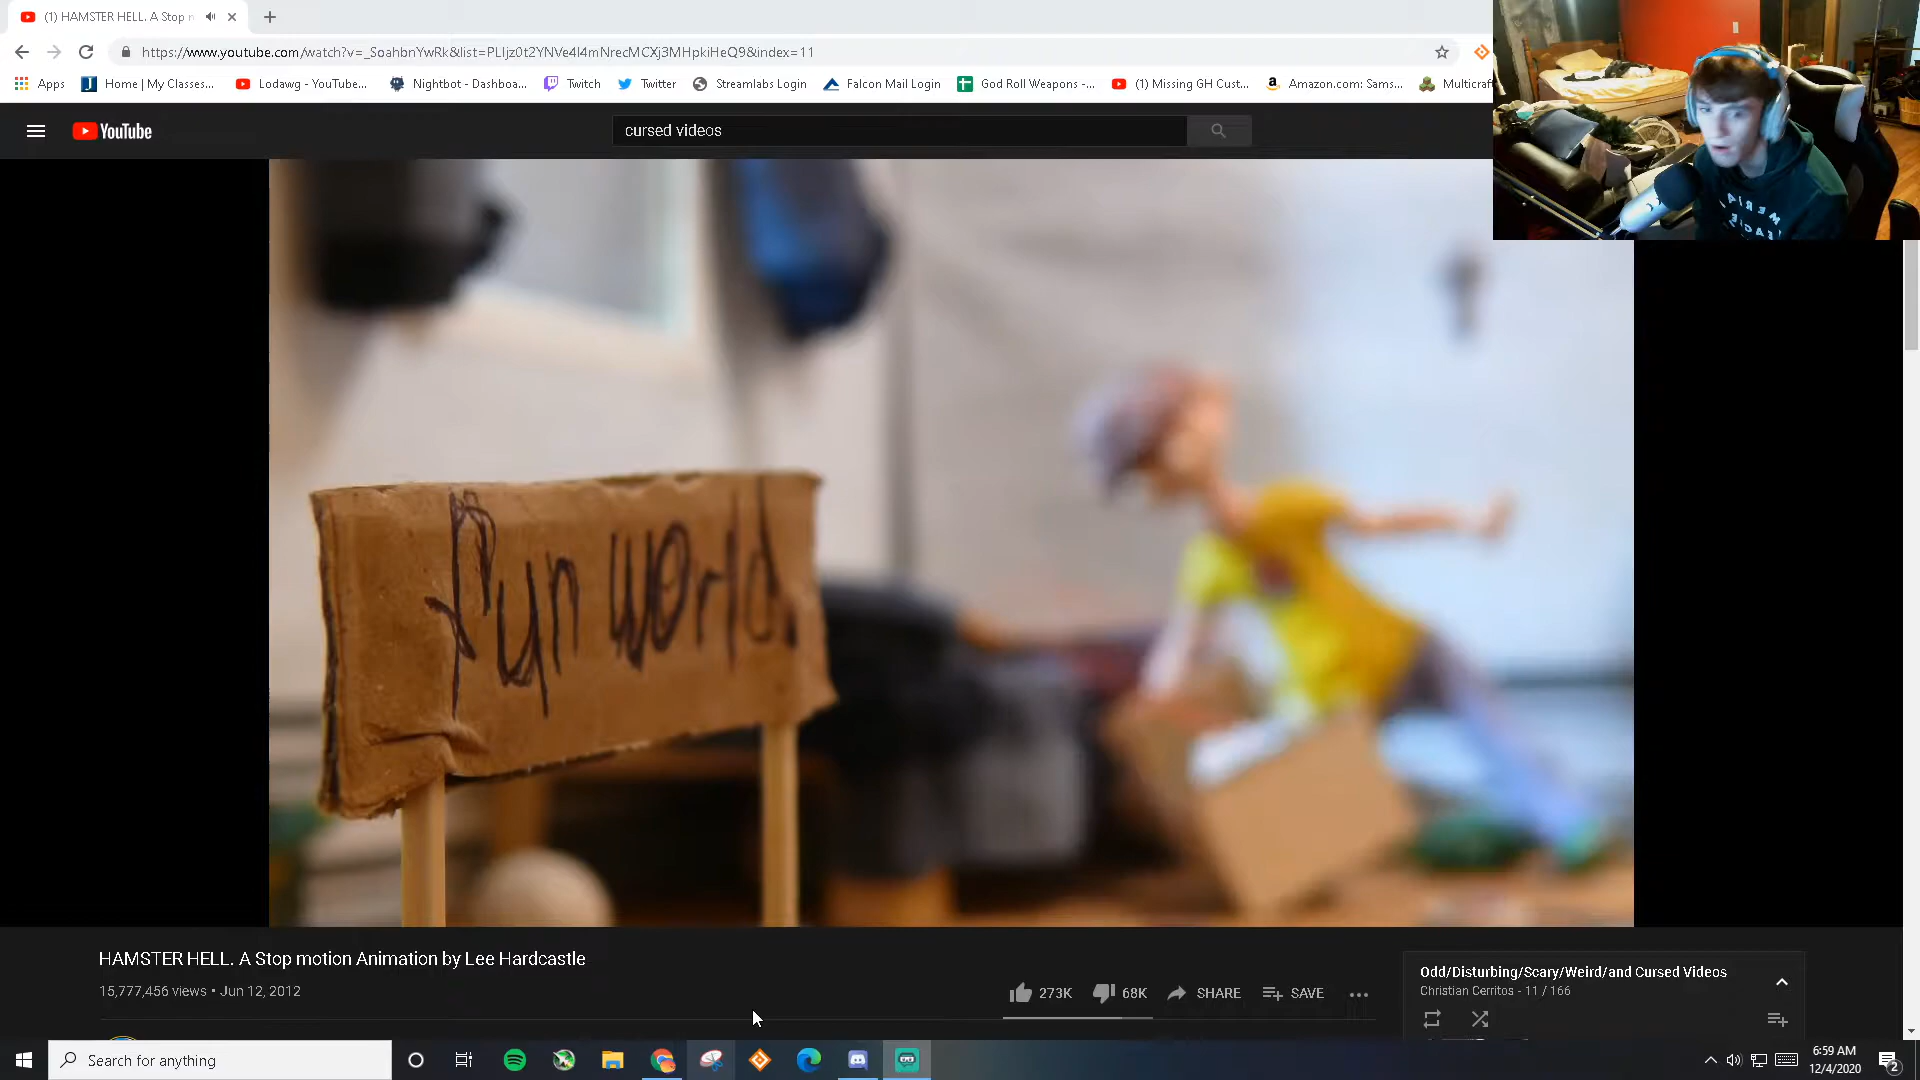 (1) HAMSTER HELL. A Stop n
https://www.youtube.com/watch?v=_SoahbnYwRk&list=PLIjz0t2YNVe4I4mNrecMCXj3MHpkiHeQ9&index=11
Apps Home | My Classes... Lodawg - YouTube... Nightbot - Dashboa... Twitch Twitter Streamlabs Login Falcon Mail Login God Roll Weapons -... (1) Missing GH Cust... Amazon.com: Sams... Multicraft
YouTube
cursed videos
fun world.
HAMSTER HELL. A Stop motion Animation by Lee Hardcastle
15,777,456 views • Jun 12, 2012
273K 68K SHARE SAVE
Odd/Disturbing/Scary/Weird/and Cursed Videos
Christian Cerritos - 11 / 166
Search for anything
6:59 AM
12/4/2020
2